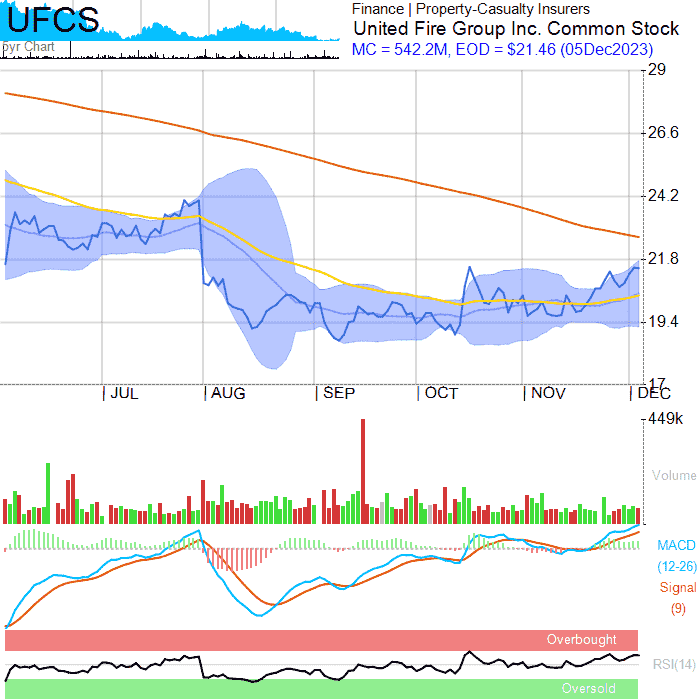 UFCS
5yr Chart
Finance | Property-Casualty Insurers
United Fire Group Inc. Common Stock
MC = 542.2M, EOD = $21.46 (05Dec2023)
29
26.6
24.2
21.8
19.4
17
JUL
AUG
SEP
OCT
NOV
DEC
449k
Volume
MACD
(12-26)
Signal
(9)
Overbought
RSI(14)
Oversold